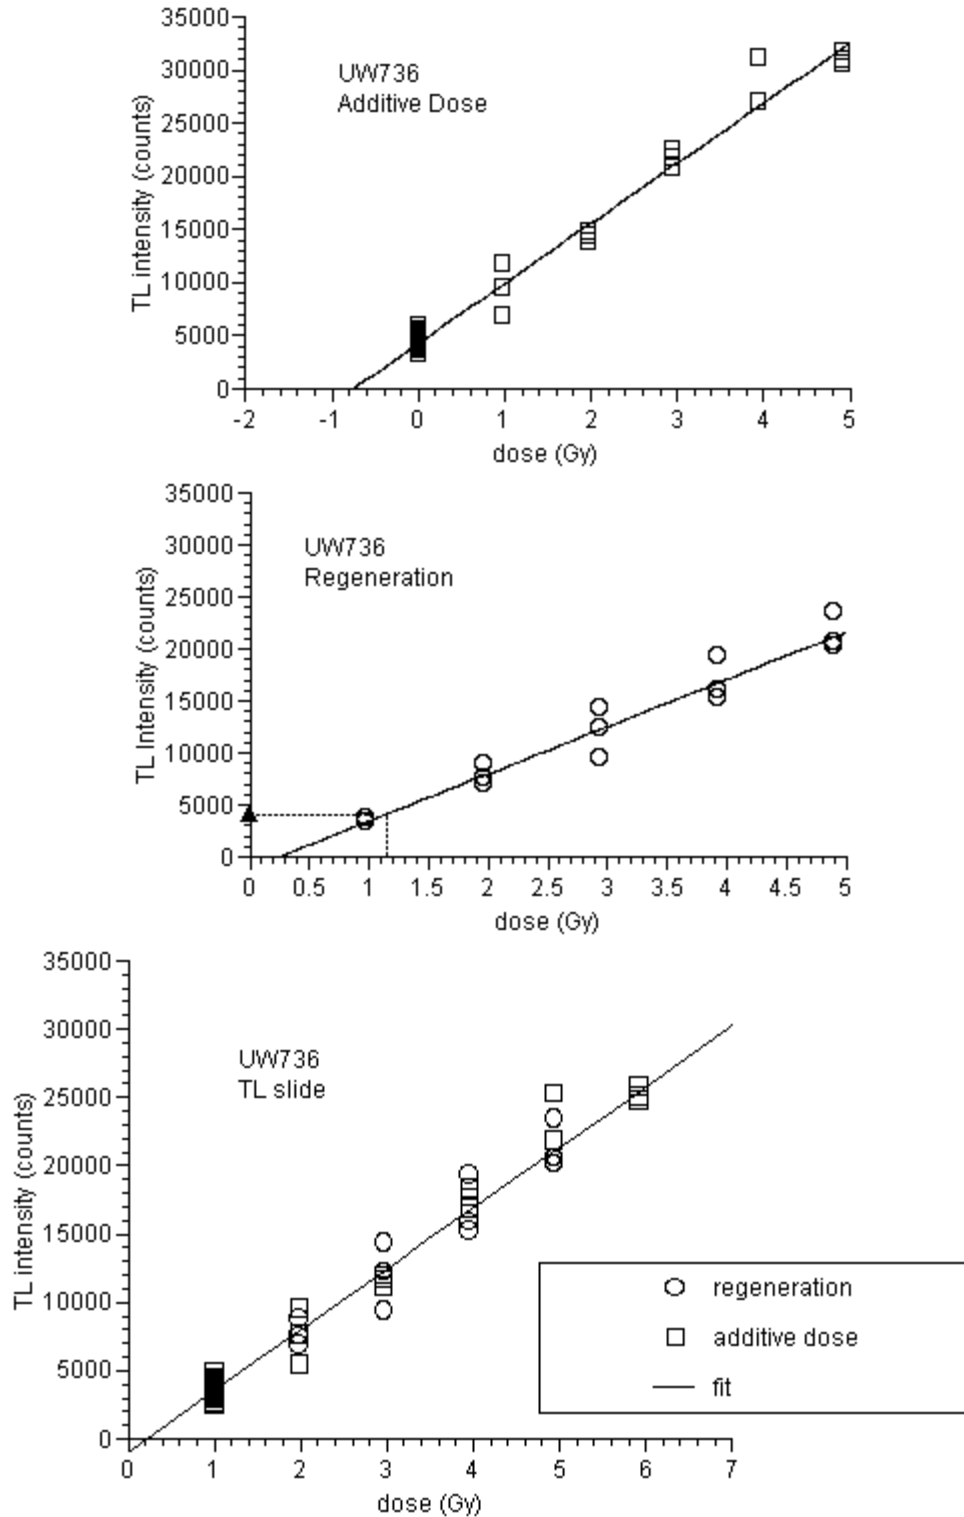 35000
30000
25000
20000
15000
10000
5000
0
TL intensity (counts)
UW736
Additive Dose
-2 -1 0 1 2 3 4 5
dose (Gy)
35000
30000
25000
20000
15000
10000
5000
0
TL Intensity (counts)
UW736
Regeneration
0 0.5 1 1.5 2 2.5 3 3.5 4 4.5 5
dose (Gy)
35000
30000
25000
20000
15000
10000
5000
0
TL intensity (counts)
UW736
TL slide
regeneration
additive dose
fit
0 1 2 3 4 5 6 7
dose (Gy)